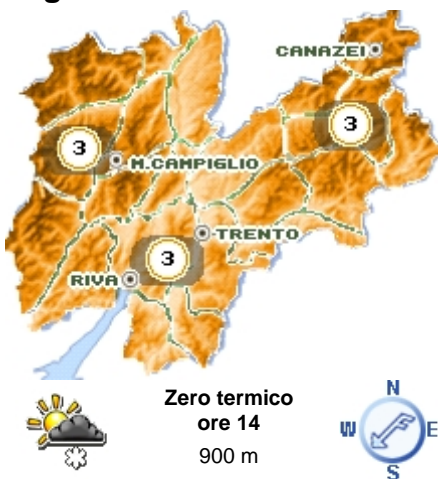 CANAZEI
3
3
M.CAMPIGLIO
TRENTO
3
RIVA
Zero termico
ore 14
900 m
N
W
E
S